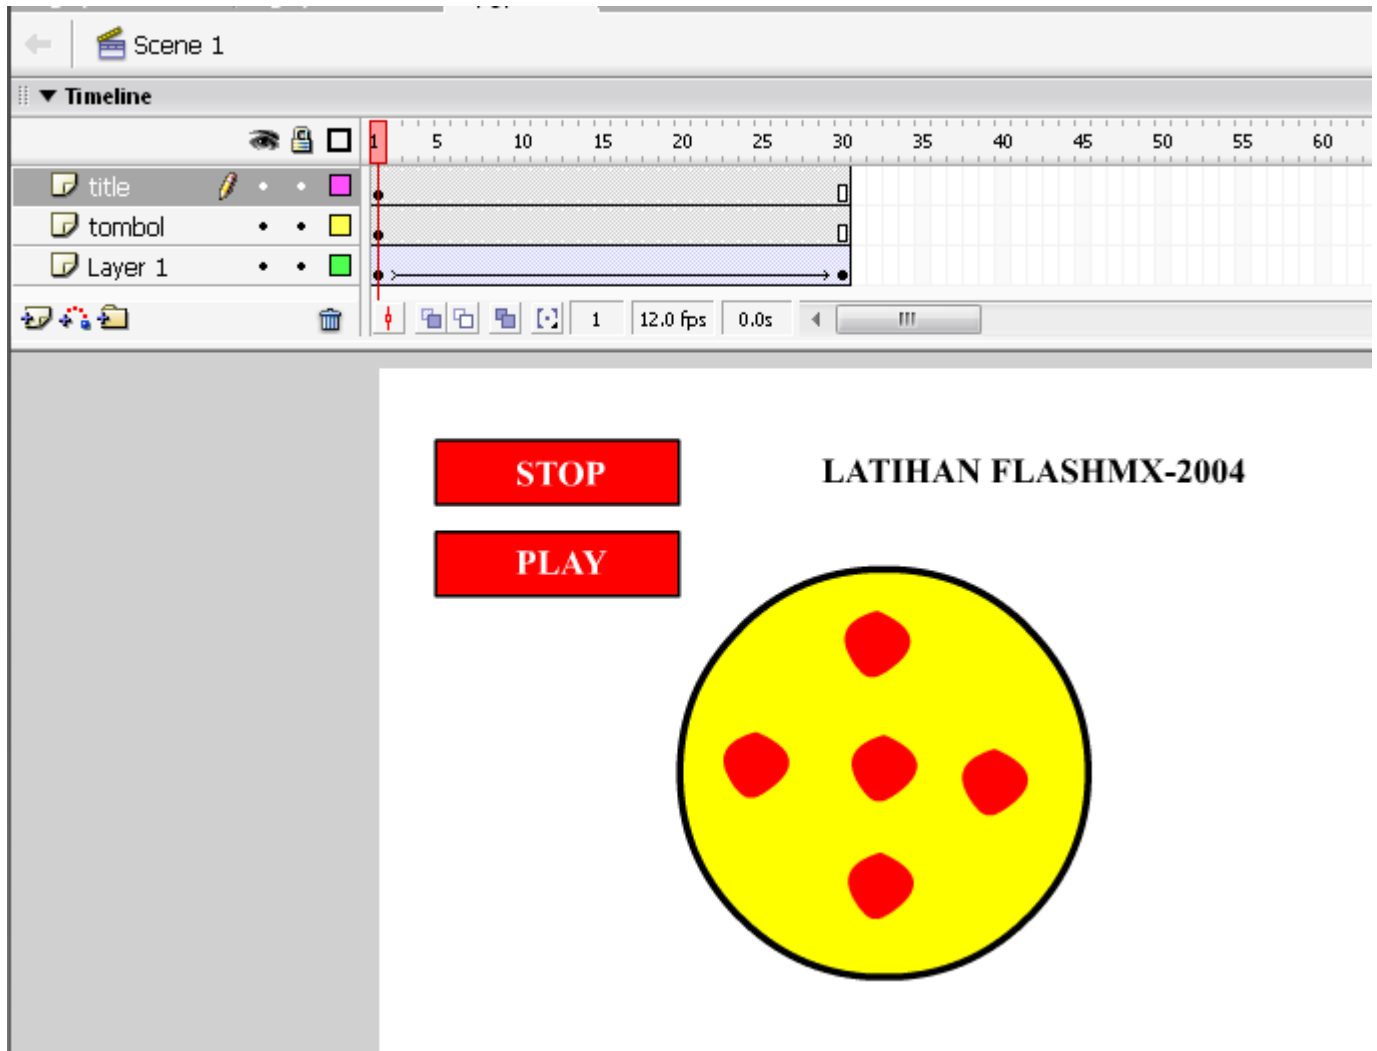 Scene 1
Timeline
1 5 10 15 20 25 30 35 40 45 50 55 60
title
tombol
Layer 1
1 12.0 fps 0.0s
STOP
LATIHAN FLASHMX-2004
PLAY